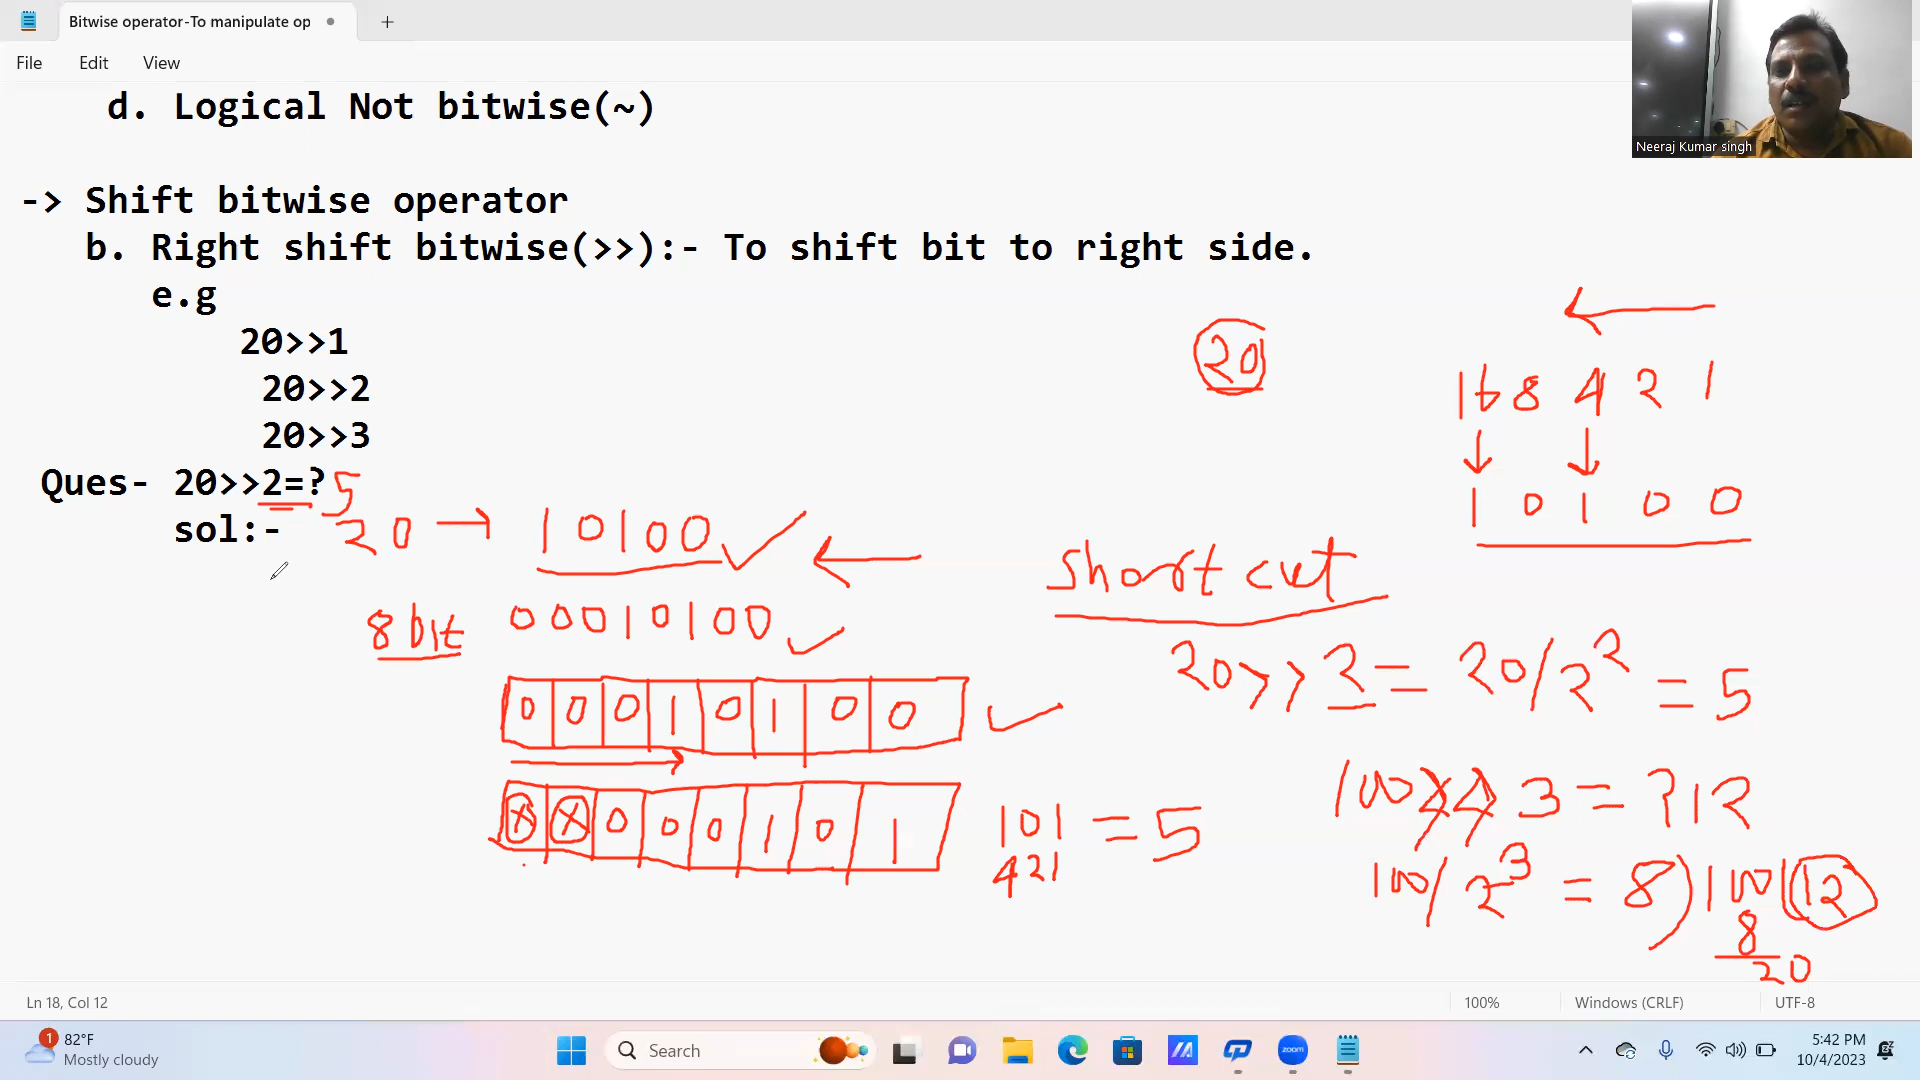 Bitwise operator-To manipulate op
File Edit View
d. Logical Not bitwise(~)
-> Shift bitwise operator
b. Right shift bitwise(>>):- To shift bit to right side.
e.g
20>>1
20>>2
20>>3
Ques- 20>>2=? 5
sol:- 20 → 10100
8 bit 00010100
0 0 0 1 0 1 0 0
0 0 0 1 0 1
101 = 5
421
20
16 8 4 2 1
1 0 1 0 0
Short cut
20>>2 = 20/2² = 5
100>>3 = ? 12
100/2³ = 8)100(12
8
20
Neeraj Kumar singh
Ln 18, Col 12
100%
Windows (CRLF)
UTF-8
1
82°F
Mostly cloudy
Search
zoom
5:42 PM
10/4/2023